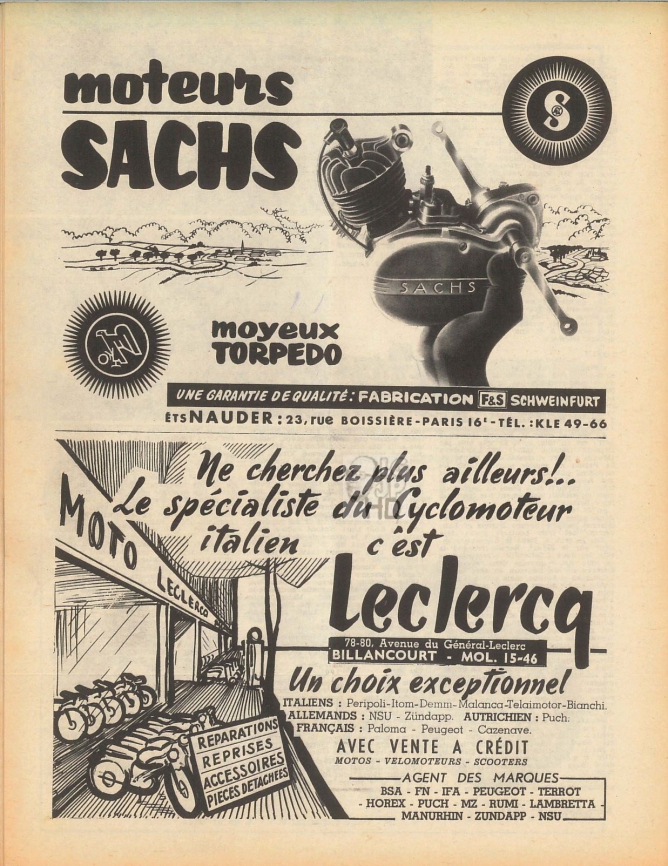 moteurs
SACHS
S
SACHS
moyeux
TORPEDO
UNE GARANTIE DE QUALITÉ : FABRICATION F&S SCHWEINFURT
ÉTS NAUDER : 23, rue BOISSIÈRE - PARIS 16e - TÉL. : KLE 49-66
Ne cherchez plus ailleurs!..
Le spécialiste du Cyclomoteur
italien c'est
MOTO LECLERCQ
Leclercq
78-80, Avenue du Général-Leclerc
BILLANCOURT - MOL. 15-46
Un choix exceptionnel
ITALIENS : Peripoli-Itom-Demm-Malanca-Telaimotor-Bianchi.
ALLEMANDS : NSU - Zündapp. AUTRICHIEN : Puch.
FRANÇAIS : Paloma - Peugeot - Cazenave.
AVEC VENTE A CRÉDIT
MOTOS - VELOMOTEURS - SCOOTERS
REPARATIONS
REPRISES
ACCESSOIRES
PIECES DETACHEES
AGENT DES MARQUES
BSA - FN - IFA - PEUGEOT - TERROT
- HOREX - PUCH - MZ - RUMI - LAMBRETTA -
MANURHIN - ZUNDAPP - NSU